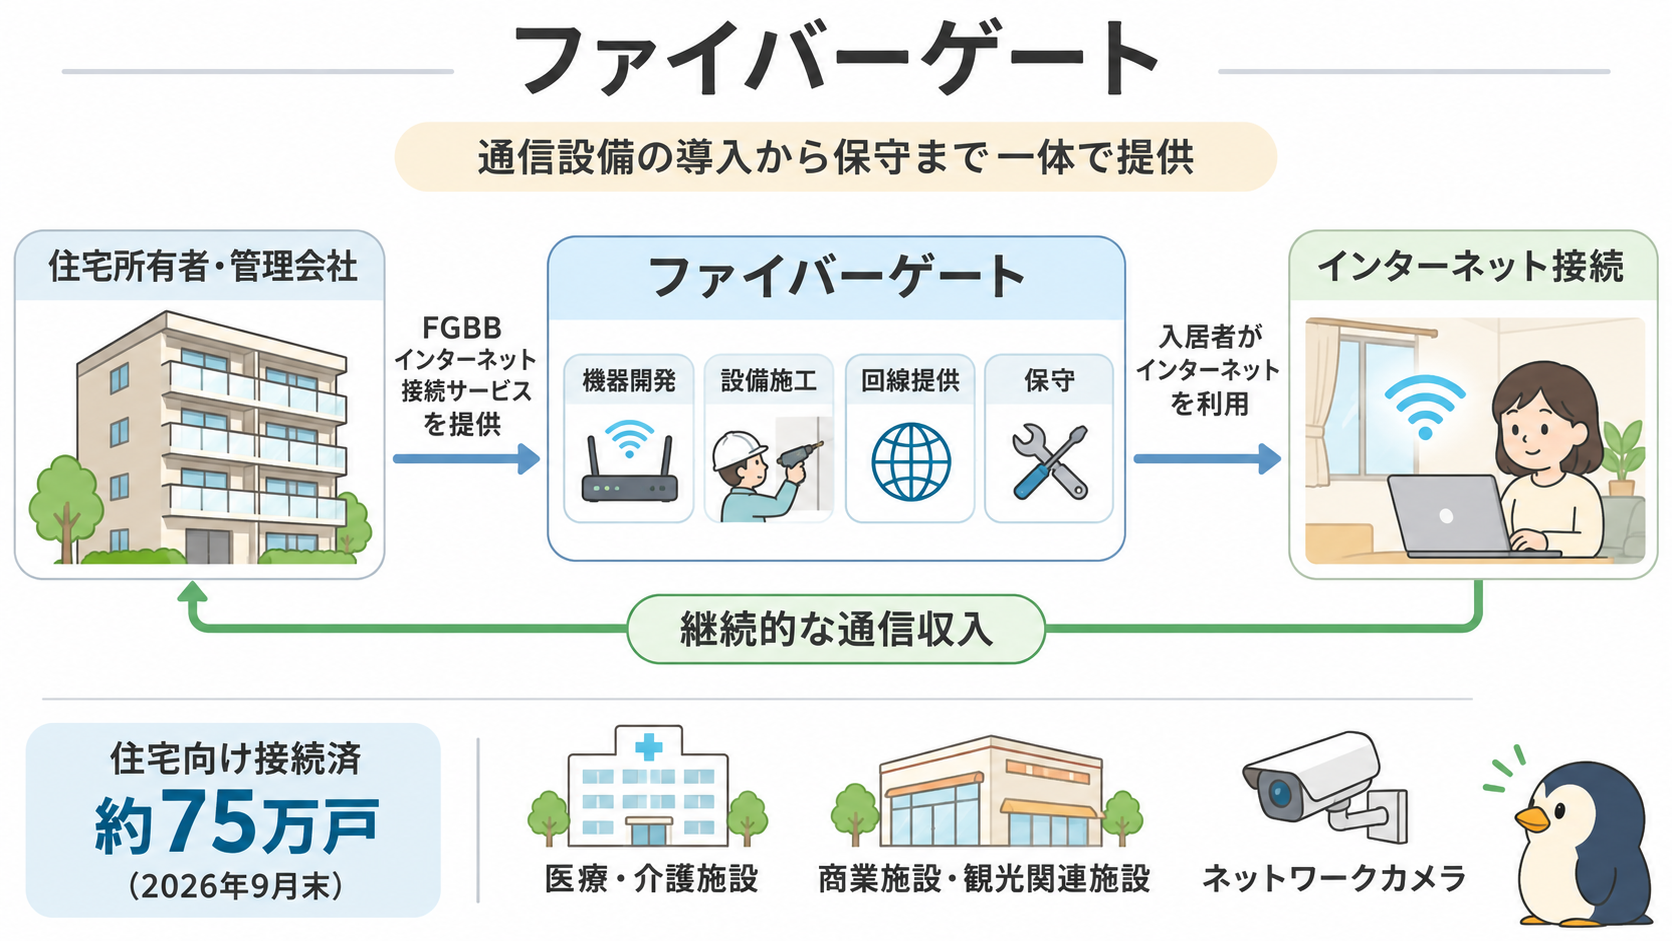 ファイバーゲート
通信設備の導入から保守まで一体で提供
住宅所有者・管理会社
FGBB
インターネット
接続サービス
を提供
ファイバーゲート
機器開発
設備施工
回線提供
保守
入居者が
インターネット
を利用
インターネット接続
継続的な通信収入
住宅向け接続済
約75万戸
（2026年9月末）
医療・介護施設
商業施設・観光関連施設
ネットワークカメラ